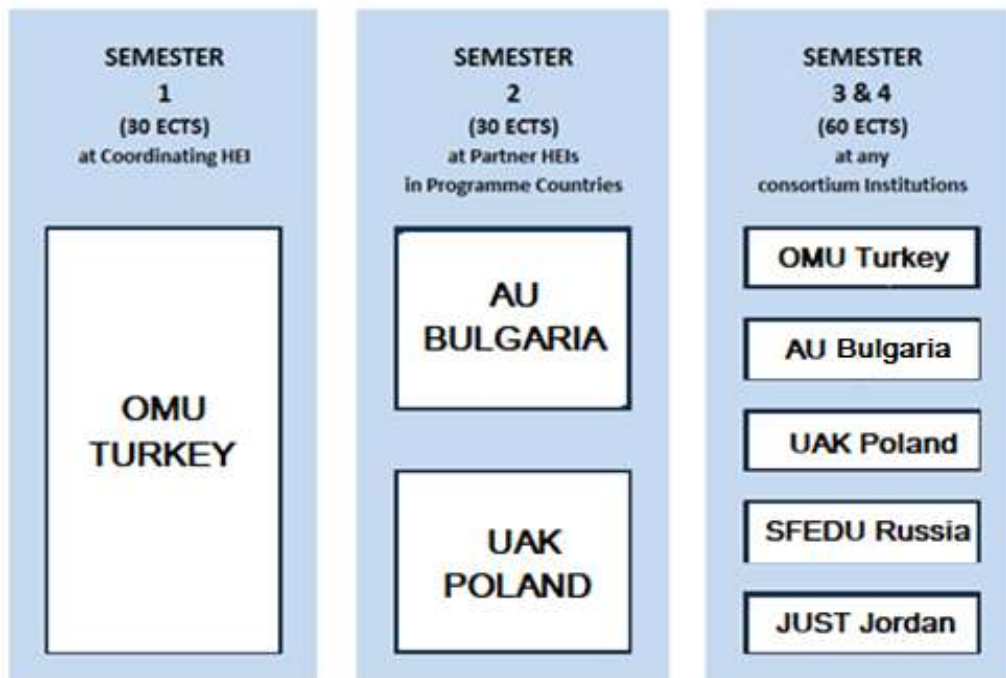 SEMESTER
1
(30 ECTS)
at Coordinating HEI
OMU
TURKEY
SEMESTER
2
(30 ECTS)
at Partner HEIs
in Programme Countries
AU
BULGARIA
UAK
POLAND
SEMESTER
3 & 4
(60 ECTS)
at any
consortium Institutions
OMU Turkey
AU Bulgaria
UAK Poland
SFEDU Russia
JUST Jordan